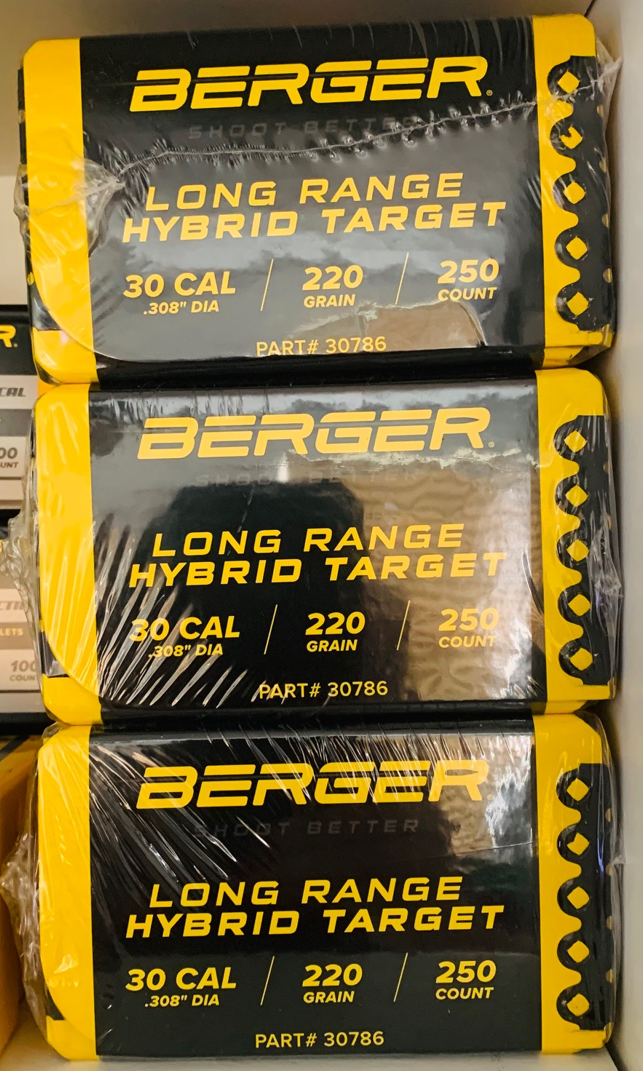 BERGER®
SHOOT BETTER
LONG RANGE
HYBRID TARGET
30 CAL / 220 / 250
.308" DIA GRAIN COUNT
PART# 30786
BERGER®
SHOOT BETTER
LONG RANGE
HYBRID TARGET
30 CAL / 220 / 250
.308" DIA GRAIN COUNT
PART# 30786
BERGER
SHOOT BETTER
LONG RANGE
HYBRID TARGET
30 CAL / 220 / 250
.308" DIA GRAIN COUNT
PART# 30786